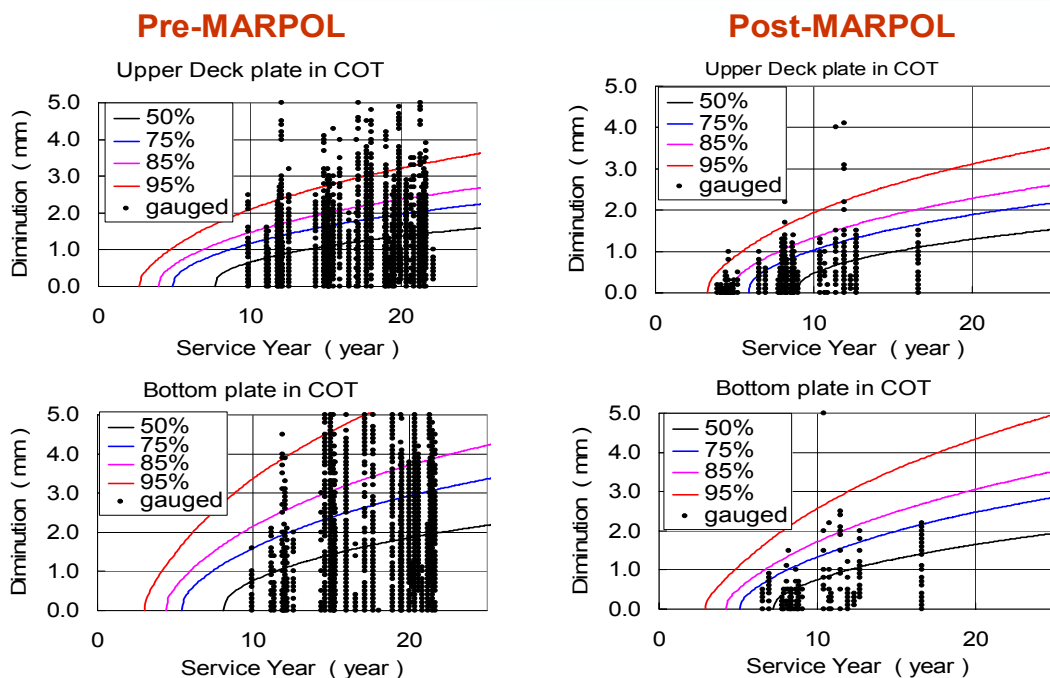 Pre-MARPOL
Upper Deck plate in COT
Diminution ( mm )
5.0
4.0
3.0
2.0
1.0
0.0
50%
75%
85%
95%
gauged
0
10
20
Service Year ( year )
Post-MARPOL
Upper Deck plate in COT
Diminution ( mm )
5.0
4.0
3.0
2.0
1.0
0.0
50%
75%
85%
95%
gauged
0
10
20
Service Year ( year )
Bottom plate in COT
Diminution ( mm )
5.0
4.0
3.0
2.0
1.0
0.0
50%
75%
85%
95%
gauged
0
10
20
Service Year ( year )
Bottom plate in COT
Diminution ( mm )
5.0
4.0
3.0
2.0
1.0
0.0
50%
75%
85%
95%
gauged
0
10
20
Service Year ( year )